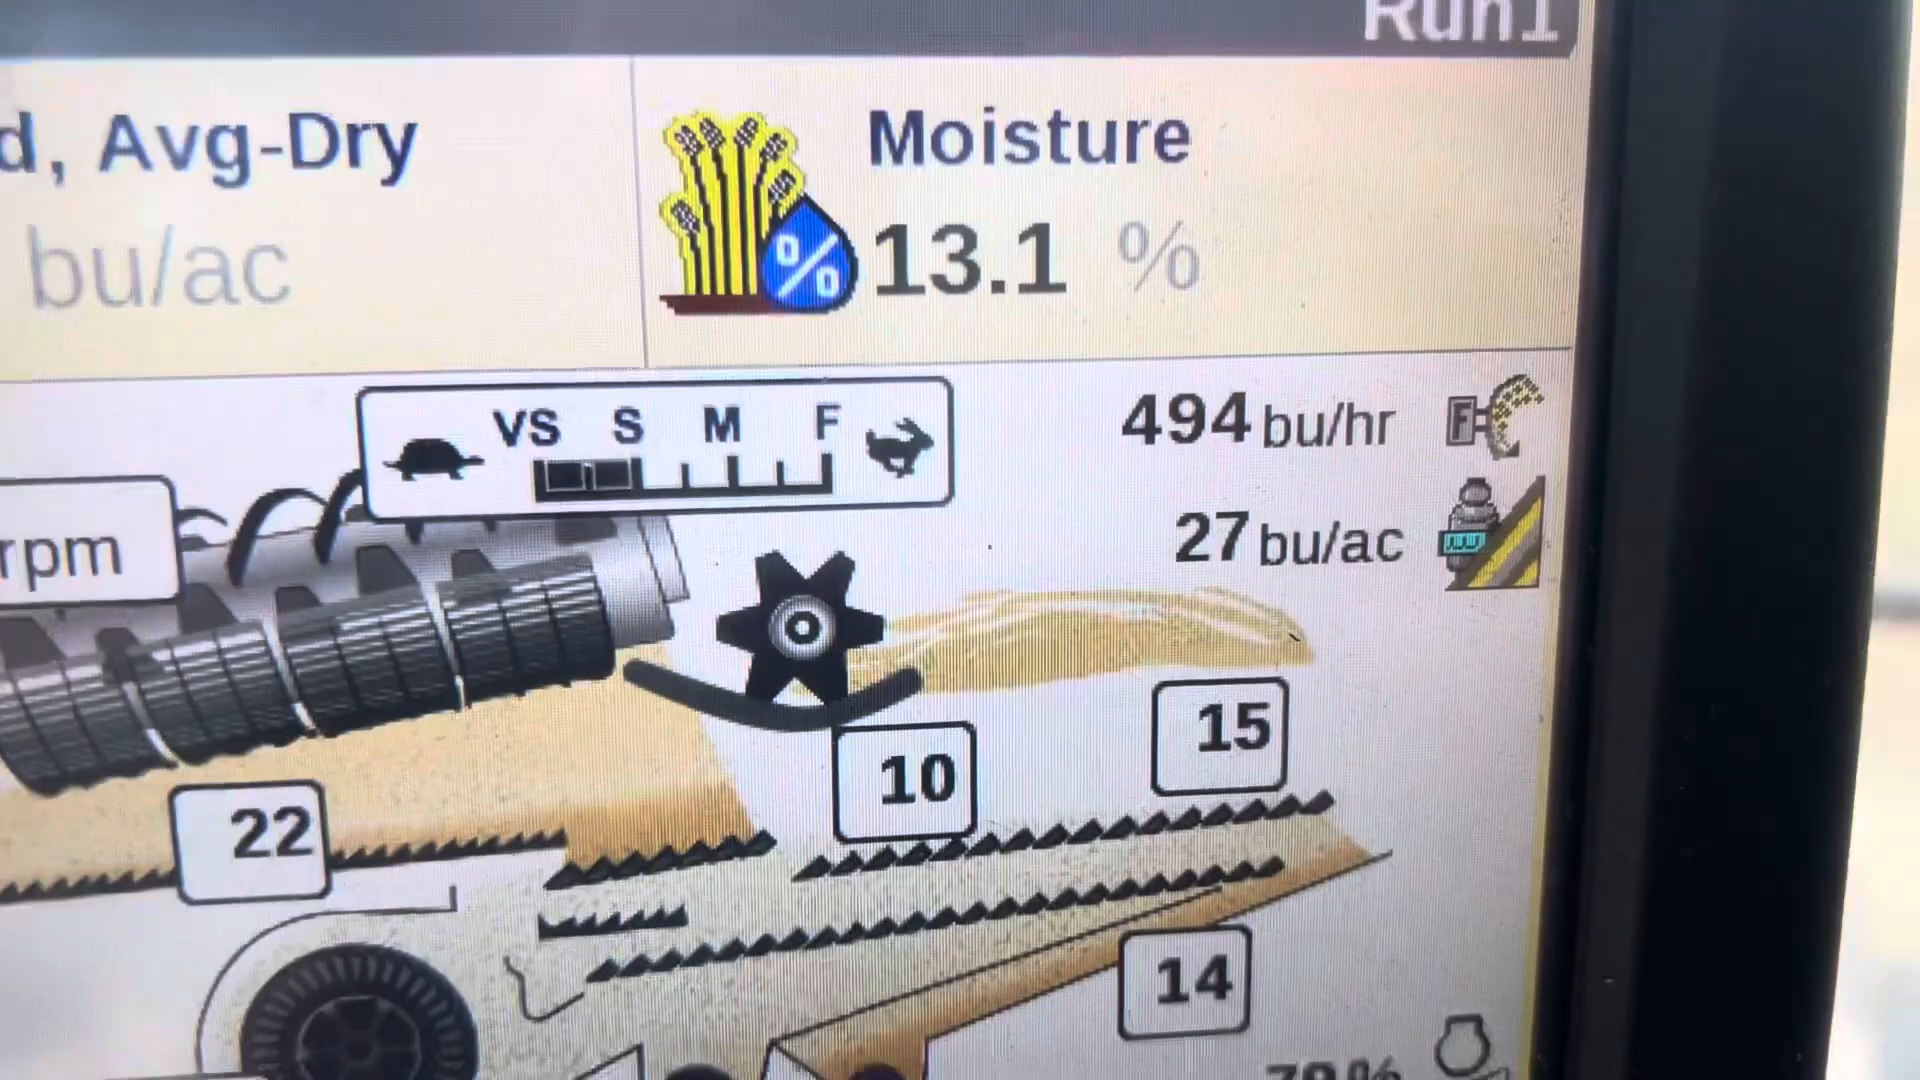 Run1
d, Avg-Dry
bu/ac
Moisture
13.1 %
%
VS S M F
494 bu/hr
F
27 bu/ac
rpm
15
10
22
14